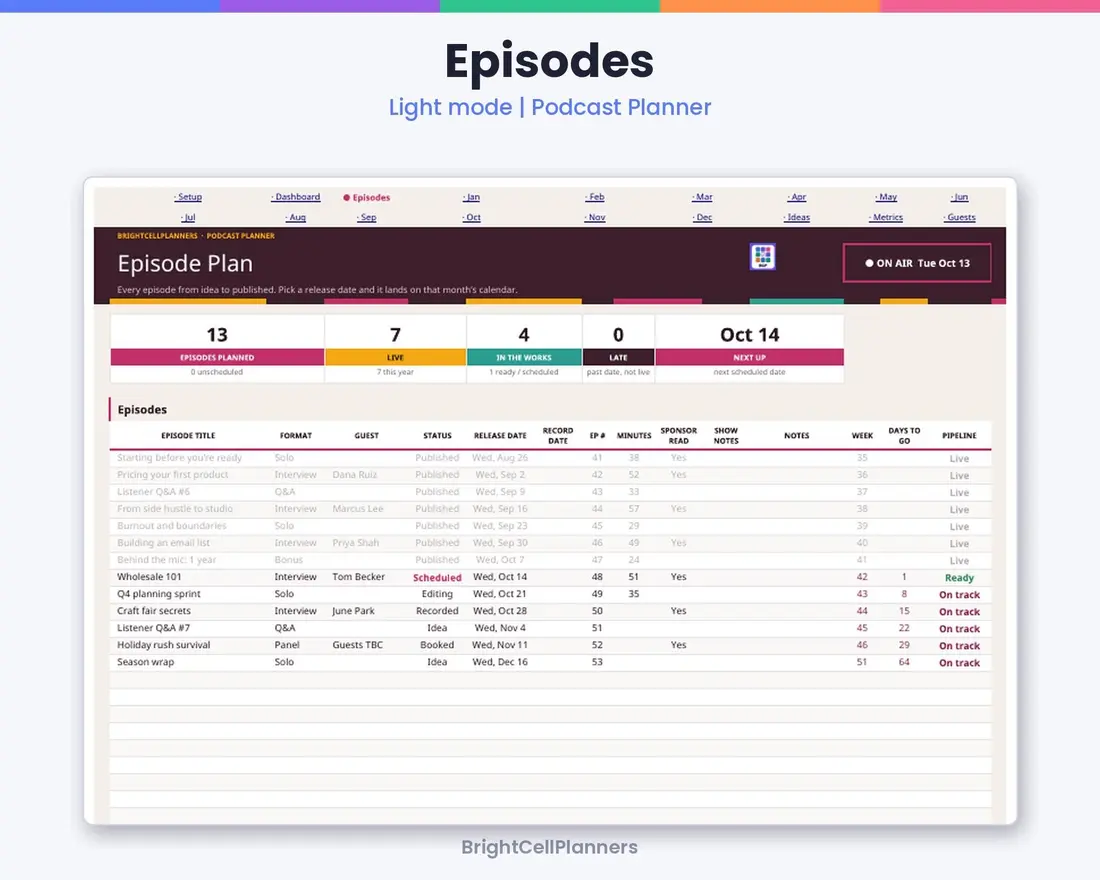 Episodes
Light mode | Podcast Planner
· Setup · Dashboard ● Episodes · Jan · Feb · Mar · Apr · May · Jun
· Jul · Aug · Sep · Oct · Nov · Dec · Ideas · Metrics · Guests
BRIGHTCELLPLANNERS · PODCAST PLANNER
Episode Plan
● ON AIR Tue Oct 13
Every episode from idea to published. Pick a release date and it lands on that month's calendar.
13 7 4 0 Oct 14
EPISODES PLANNED LIVE IN THE WORKS LATE NEXT UP
0 unscheduled 7 this year 1 ready / scheduled past date, not live next scheduled date
Episodes
EPISODE TITLE FORMAT GUEST STATUS RELEASE DATE RECORD DATE EP # MINUTES SPONSOR READ SHOW NOTES NOTES WEEK DAYS TO GO PIPELINE
Starting before you're ready Solo Published Wed, Aug 26 41 38 Yes 35 Live
Pricing your first product Interview Dana Ruiz Published Wed, Sep 2 42 52 Yes 36 Live
Listener Q&A #6 Q&A Published Wed, Sep 9 43 33 37 Live
From side hustle to studio Interview Marcus Lee Published Wed, Sep 16 44 57 Yes 38 Live
Burnout and boundaries Solo Published Wed, Sep 23 45 29 39 Live
Building an email list Interview Priya Shah Published Wed, Sep 30 46 49 Yes 40 Live
Behind the mic: 1 year Bonus Published Wed, Oct 7 47 24 41 Live
Wholesale 101 Interview Tom Becker Scheduled Wed, Oct 14 48 51 Yes 42 1 Ready
Q4 planning sprint Solo Editing Wed, Oct 21 49 35 43 8 On track
Craft fair secrets Interview June Park Recorded Wed, Oct 28 50 Yes 44 15 On track
Listener Q&A #7 Q&A Idea Wed, Nov 4 51 45 22 On track
Holiday rush survival Panel Guests TBC Booked Wed, Nov 11 52 Yes 46 29 On track
Season wrap Solo Idea Wed, Dec 16 53 51 64 On track
BrightCellPlanners